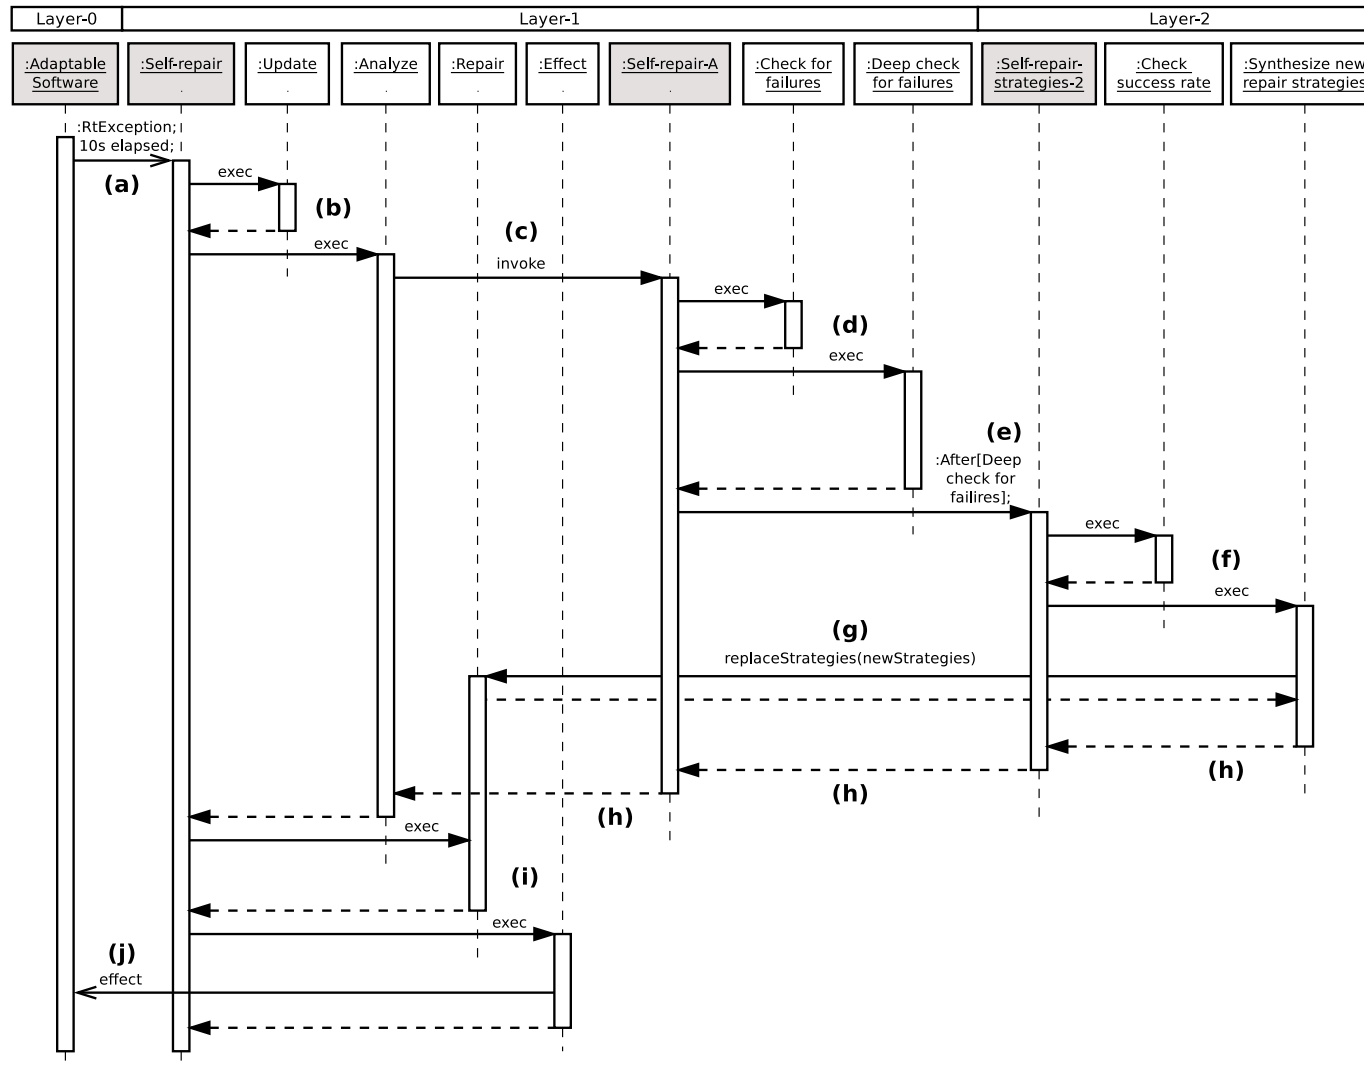 Layer-0
Layer-1
Layer-2
:Adaptable
Software
:Self-repair
.
:Update
.
:Analyze
.
:Repair
.
:Effect
.
:Self-repair-A
.
:Check for
failures
:Deep check
for failures
:Self-repair-
strategies-2
:Check
success rate
:Synthesize new
repair strategies
:RtException;
10s elapsed;
(a)
exec
(b)
exec
(c)
invoke
exec
(d)
exec
(e)
:After[Deep
check for
failires];
exec
(f)
exec
(g)
replaceStrategies(newStrategies)
(h)
(h)
(h)
exec
(i)
exec
(j)
effect